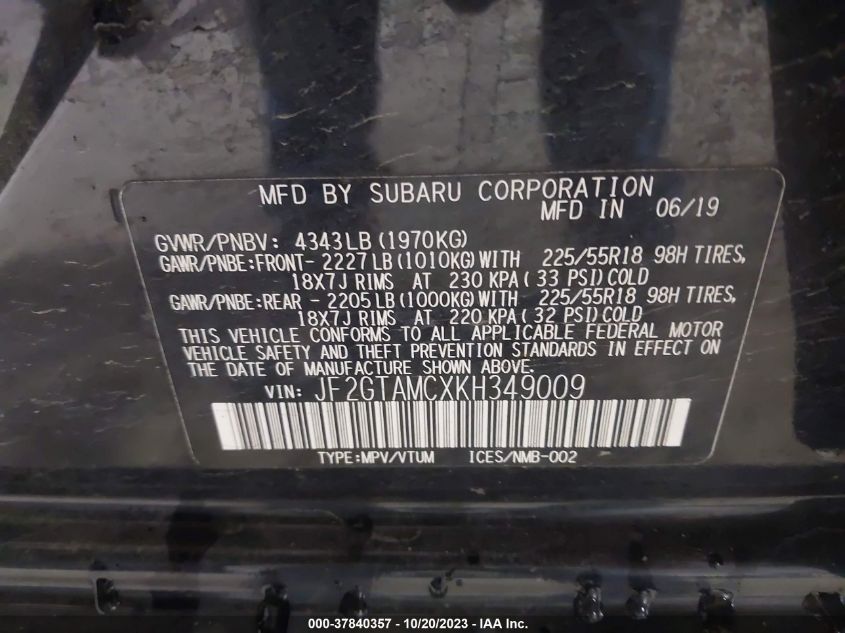 MFD BY SUBARU CORPORATION
MFD IN 06/19
GVWR/PNBV: 4343LB(1970KG)
GAWR/PNBE:FRONT- 2227LB(1010KG)WITH 225/55R18 98H TIRES,
18X7J RIMS AT 230 KPA( 33 PSI)COLD
GAWR/PNBE:REAR - 2205LB(1000KG)WITH 225/55R18 98H TIRES,
18X7J RIMS AT 220 KPA( 32 PSI)COLD
THIS VEHICLE CONFORMS TO ALL APPLICABLE FEDERAL MOTOR
VEHICLE SAFETY AND THEFT PREVENTION STANDARDS IN EFFECT ON
THE DATE OF MANUFACTURE SHOWN ABOVE.
VIN: JF2GTAMCXKH349009
TYPE:MPV/VTUM ICES/NMB-002
000-37840357 - 10/20/2023 - IAA Inc.